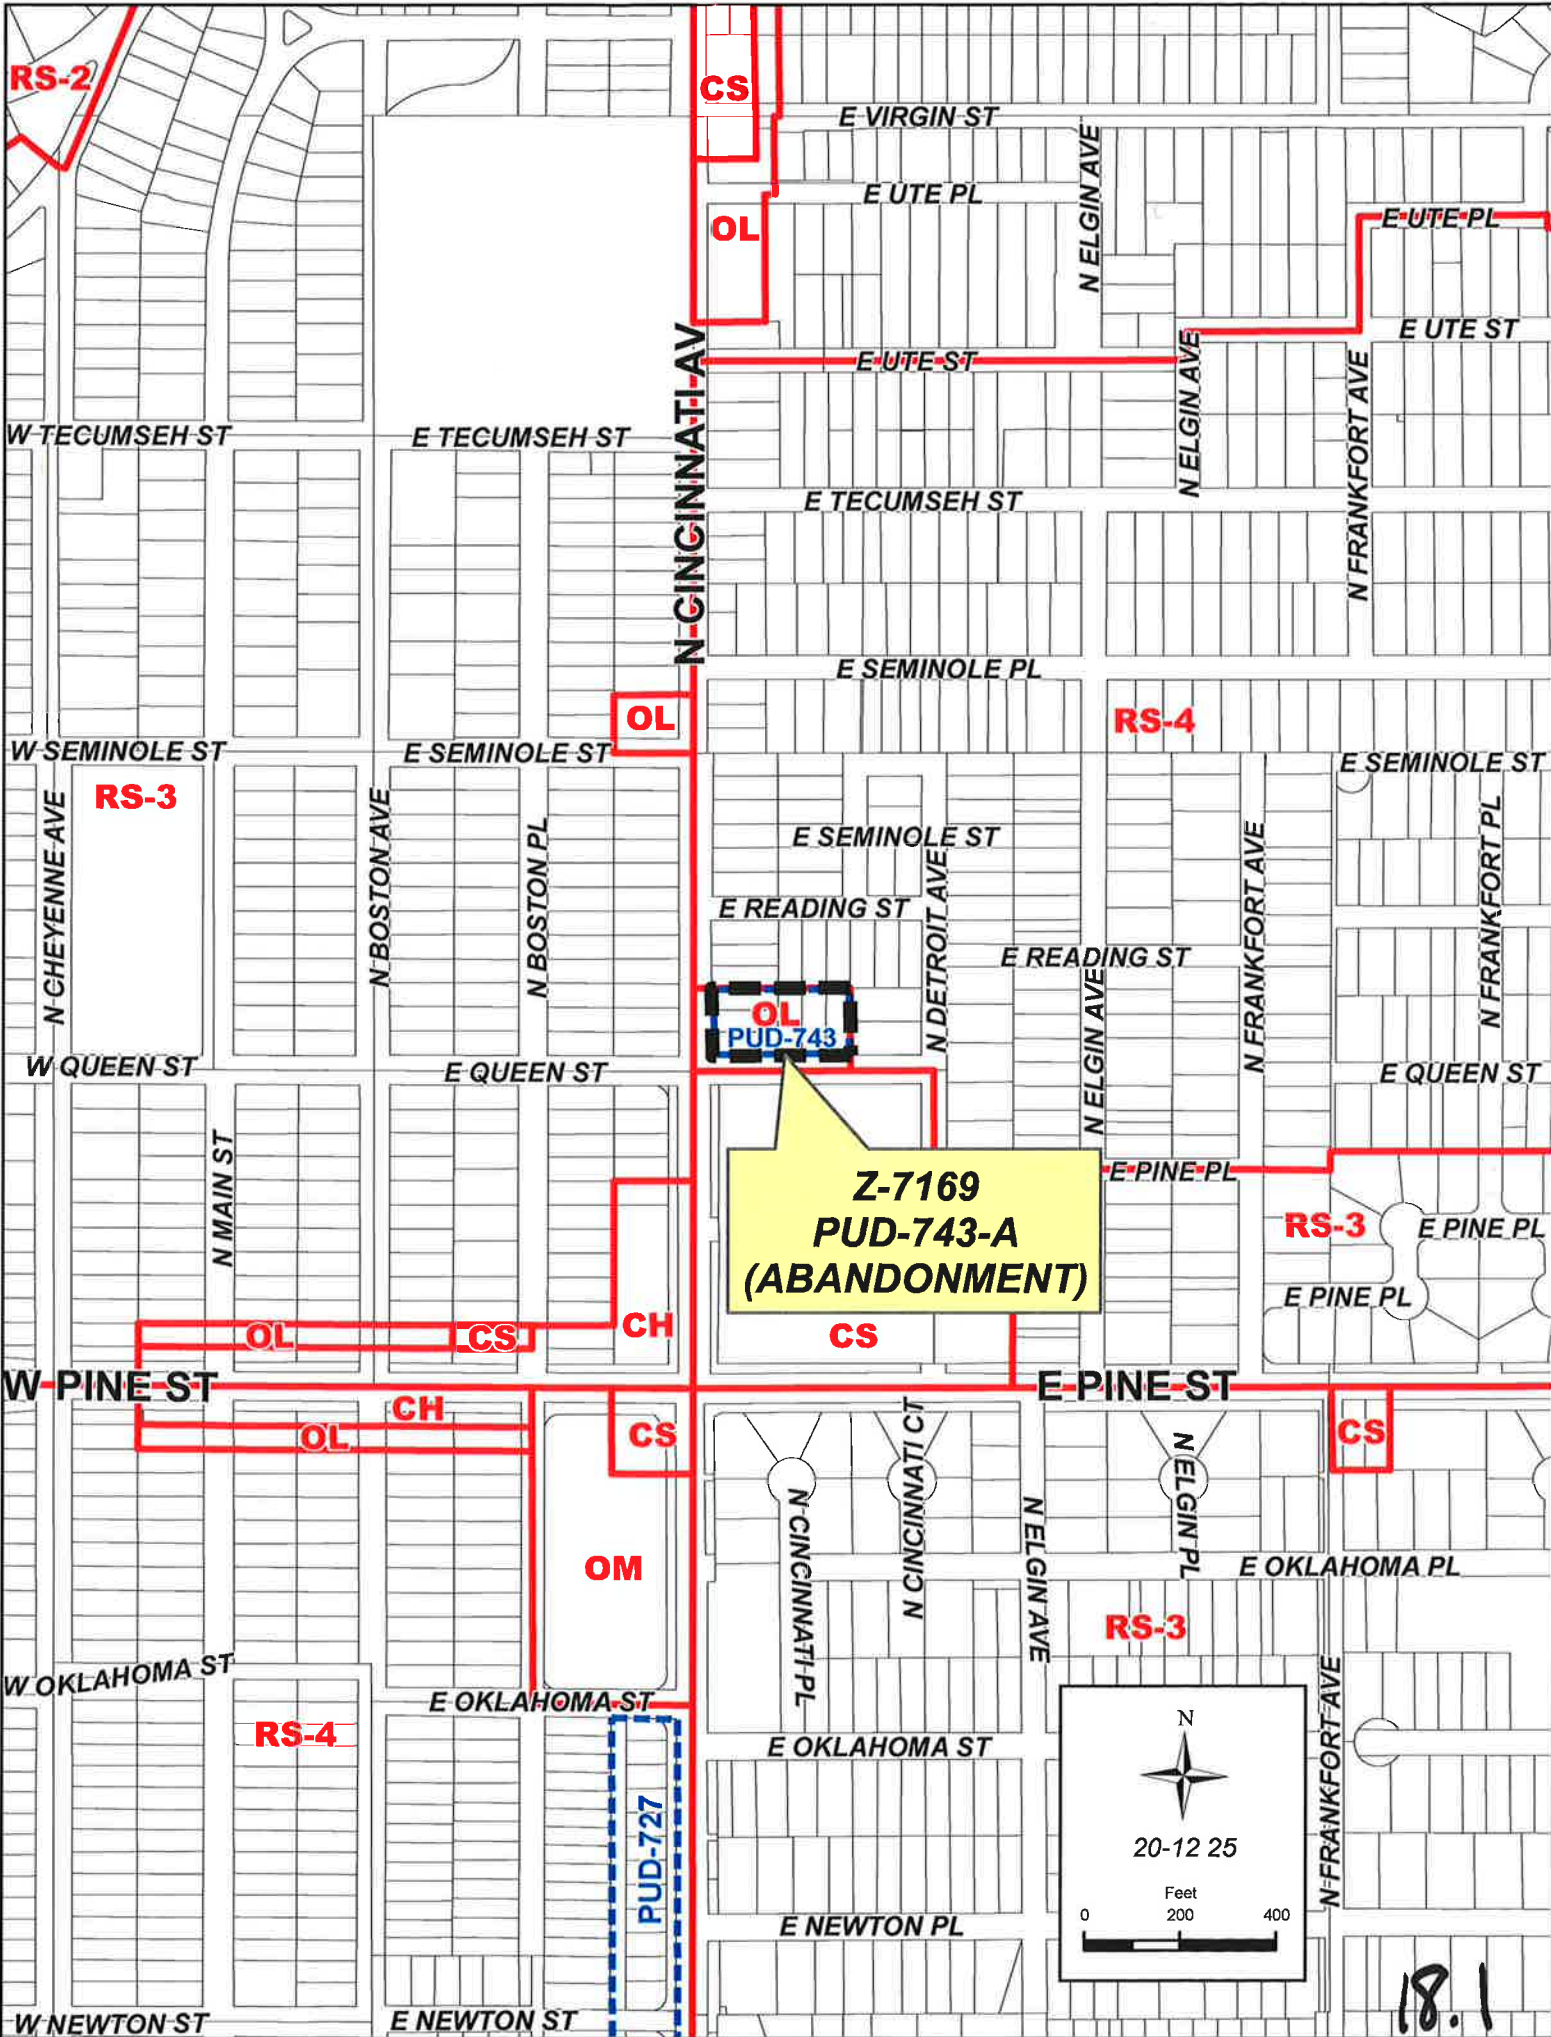 RS-2
CS
E VIRGIN ST
N ELGIN AVE
E UTE PL
OL
E UTE PL
E UTE ST
E UTE ST
N CINCINNATI AV
N ELGIN AVE
N FRANKFORT AVE
W TECUMSEH ST
E TECUMSEH ST
E TECUMSEH ST
E SEMINOLE PL
OL
RS-4
W SEMINOLE ST
E SEMINOLE ST
E SEMINOLE ST
RS-3
N CHEYENNE AVE
N BOSTON AVE
N BOSTON PL
E SEMINOLE ST
N DETROIT AVE
N FRANKFORT AVE
N FRANKFORT PL
E READING ST
E READING ST
N ELGIN AVE
OL
PUD-743
W QUEEN ST
E QUEEN ST
E QUEEN ST
N MAIN ST
Z-7169
PUD-743-A
(ABANDONMENT)
E PINE PL
RS-3
E PINE PL
E PINE PL
OL
CS
CH
CS
W PINE ST
E PINE ST
CH
OL
CS
CS
N CINCINNATI PL
N CINCINNATI CT
N ELGIN AVE
N ELGIN PL
OM
E OKLAHOMA PL
RS-3
W OKLAHOMA ST
E OKLAHOMA ST
RS-4
E OKLAHOMA ST
N FRANKFORT AVE
PUD-727
N
20-12 25
Feet
0 200 400
E NEWTON PL
W NEWTON ST
E NEWTON ST
18.1